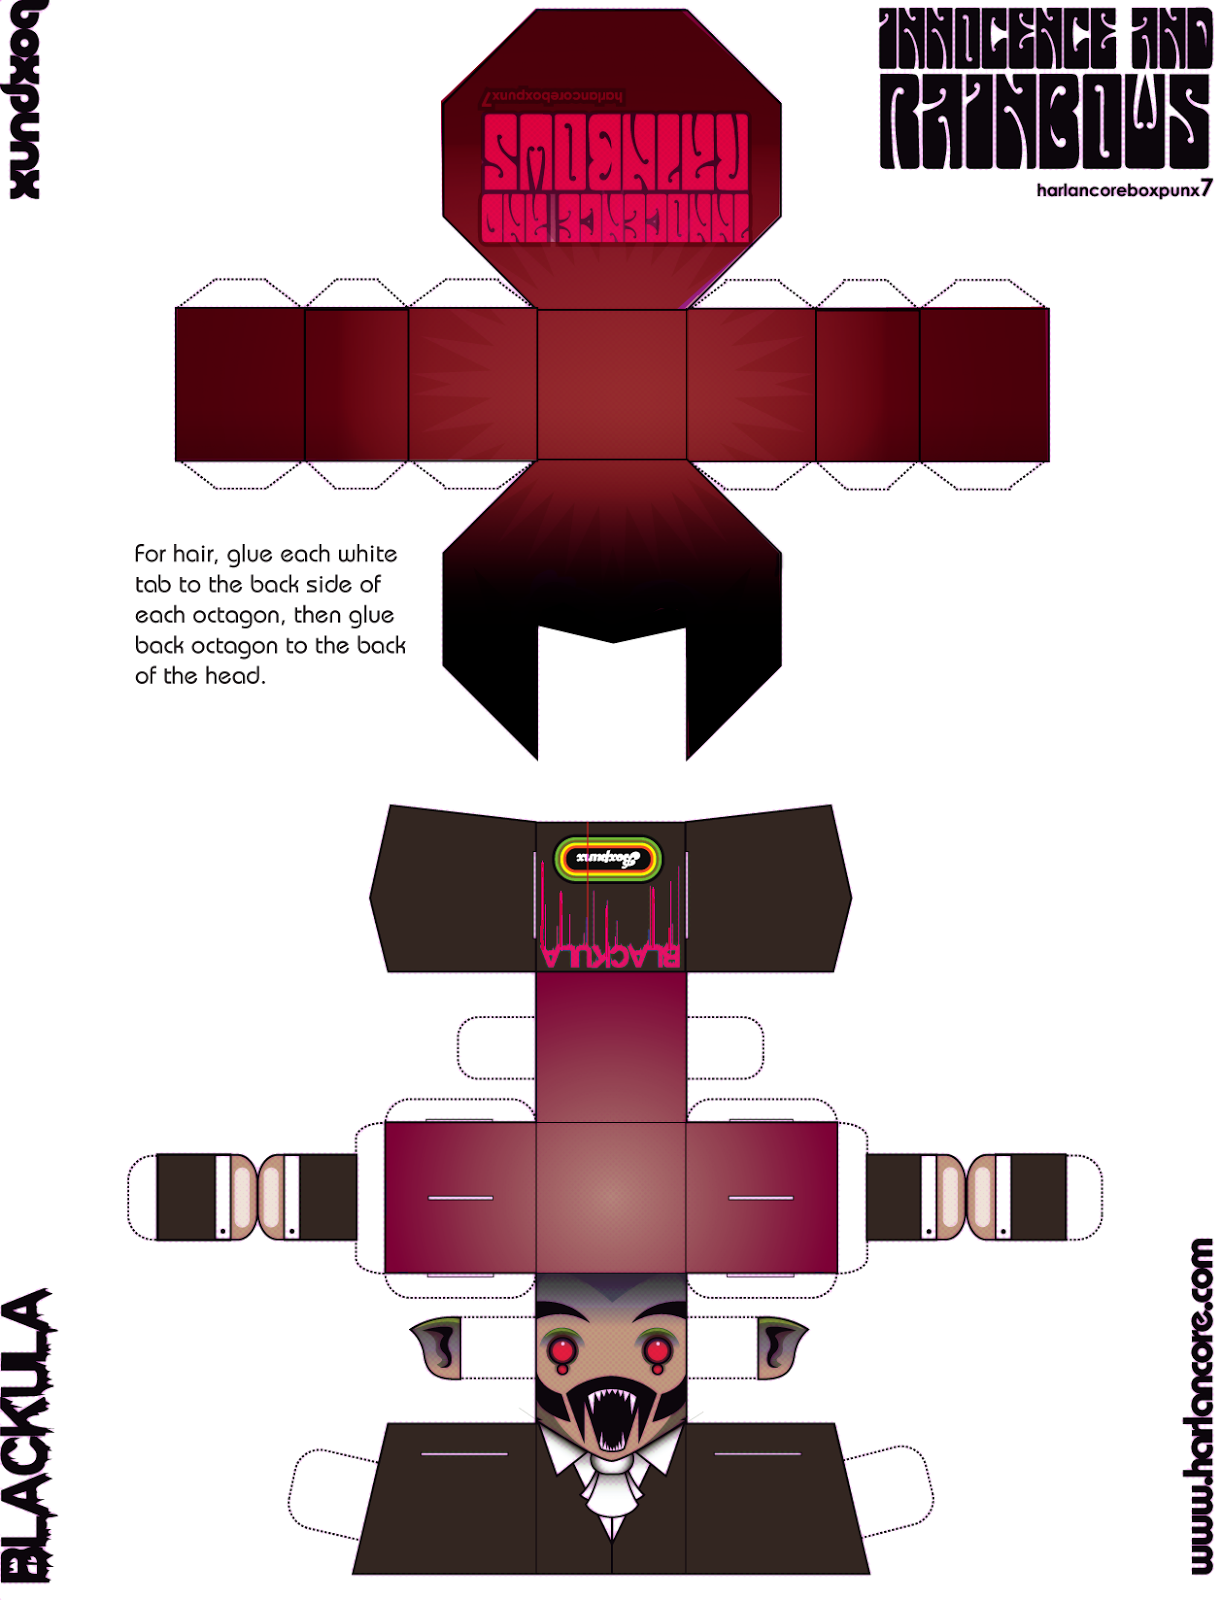 boxpunx
INNOCENCE AND
RAINBOWS
harlancoreboxpunx7
harlancoreboxpunx7
RAINBOWS
INNOCENCE AND
For hair, glue each white
tab to the back side of
each octagon, then glue
back octagon to the back
of the head.
Boxpunx
BLACKULA
BLACKULA
www.harlancore.com